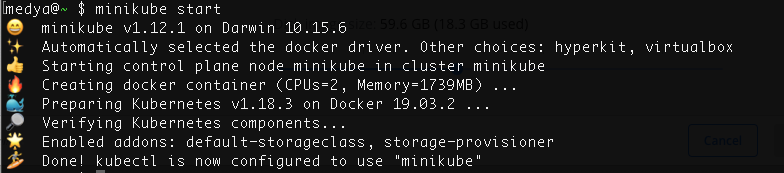 medya@~ $ minikube start
😄 minikube v1.12.1 on Darwin 10.15.6
✨ Automatically selected the docker driver. Other choices: hyperkit, virtualbox
👍 Starting control plane node minikube in cluster minikube
🔥 Creating docker container (CPUs=2, Memory=1739MB) ...
🐳 Preparing Kubernetes v1.18.3 on Docker 19.03.2 ...
🔎 Verifying Kubernetes components...
🌟 Enabled addons: default-storageclass, storage-provisioner
🏄 Done! kubectl is now configured to use "minikube"
size: 59.6 GB (18.3 GB used)
Cancel